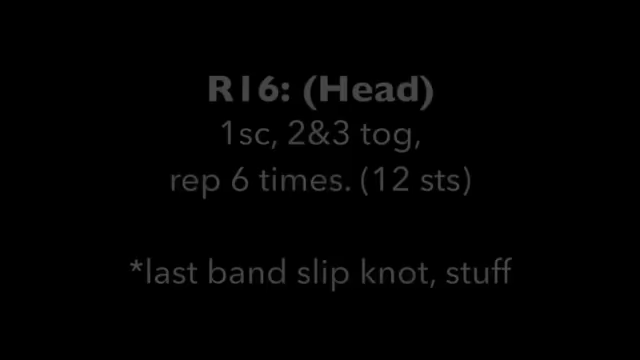 R16: (Head)
1sc, 2&3 tog,
rep 6 times. (12 sts)
*last band slip knot, stuff